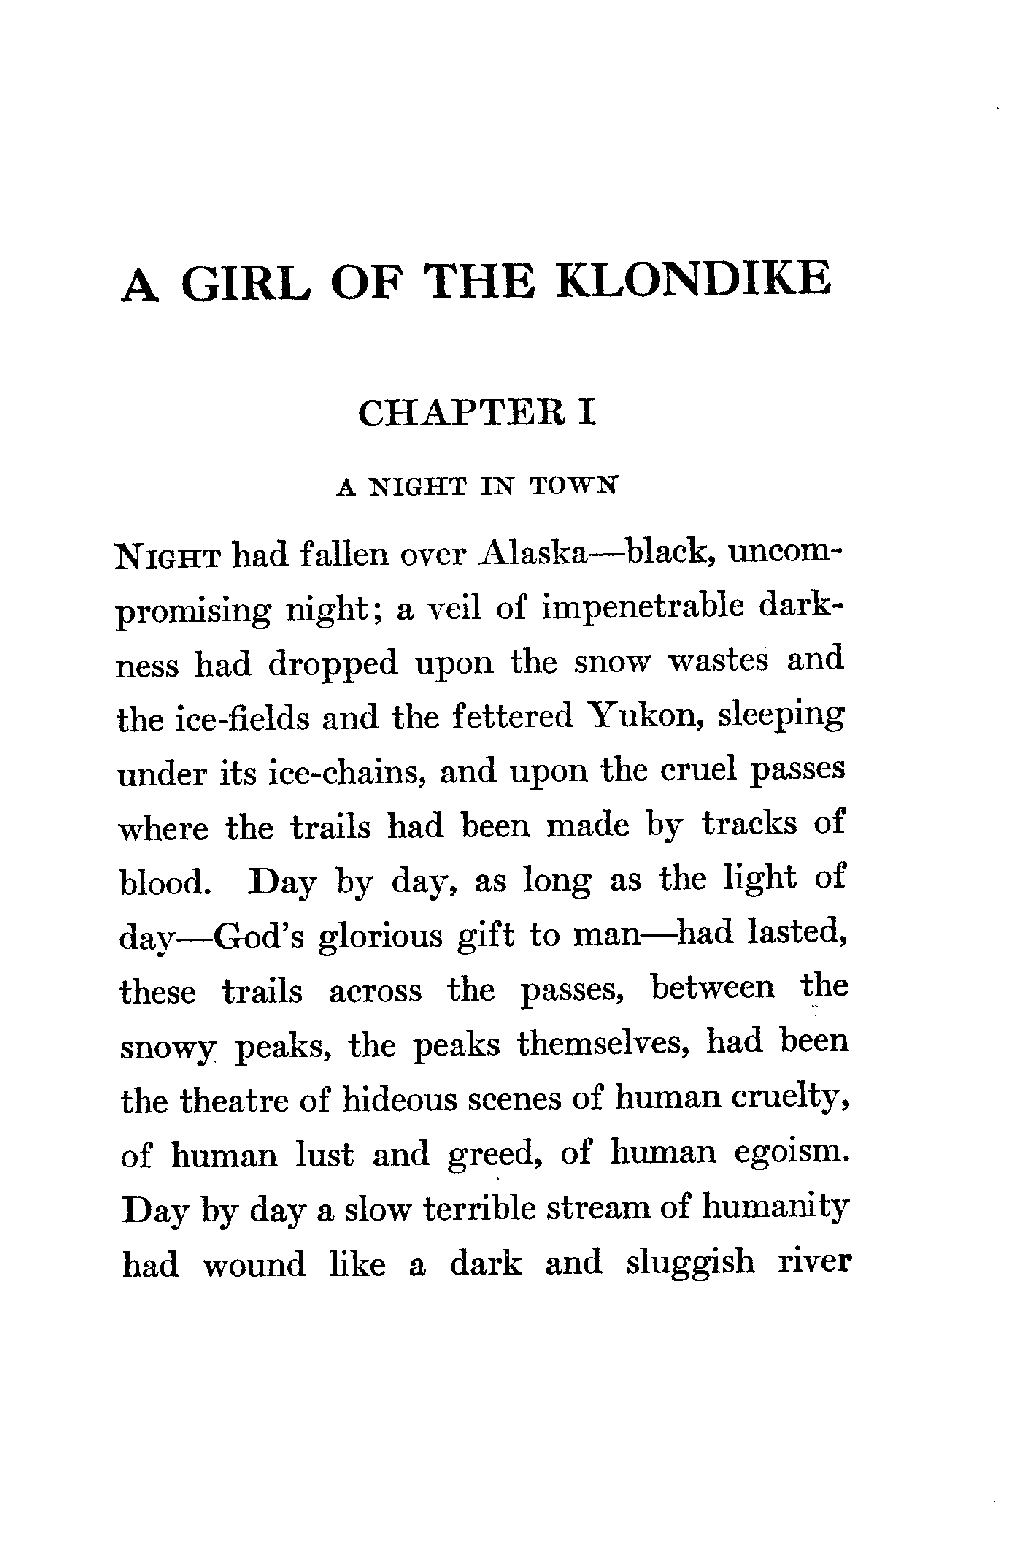 A GIRL OF THE KLONDIKE
CHAPTER I
A NIGHT IN TOWN
NIGHT had fallen over Alaska—black, uncom-
promising night; a veil of impenetrable dark-
ness had dropped upon the snow wastes and
the ice-fields and the fettered Yukon, sleeping
under its ice-chains, and upon the cruel passes
where the trails had been made by tracks of
blood. Day by day, as long as the light of
day—God's glorious gift to man—had lasted,
these trails across the passes, between the
snowy peaks, the peaks themselves, had been
the theatre of hideous scenes of human cruelty,
of human lust and greed, of human egoism.
Day by day a slow terrible stream of humanity
had wound like a dark and sluggish river